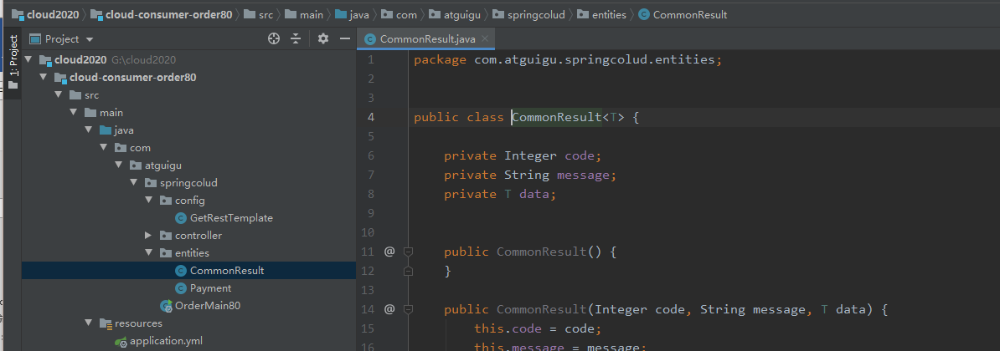 cloud2020 cloud-consumer-order80 src main java com atguigu springcolud entities CommonResult
1: Project
Project
cloud2020 G:\cloud2020
cloud-consumer-order80
src
main
java
com
atguigu
springcolud
config
GetRestTemplate
controller
entities
CommonResult
Payment
OrderMain80
resources
application.yml
CommonResult.java
1 package com.atguigu.springcolud.entities;
2
3
4 public class CommonResult<T> {
5
6 private Integer code;
7 private String message;
8 private T data;
9
10
11 @ public CommonResult() {
12 }
13
14 @ public CommonResult(Integer code, String message, T data) {
15 this.code = code;
16 this.message = message;